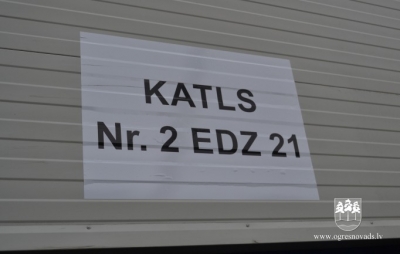 KATLS
Nr. 2 EDZ 21
www.ogresnovads.lv